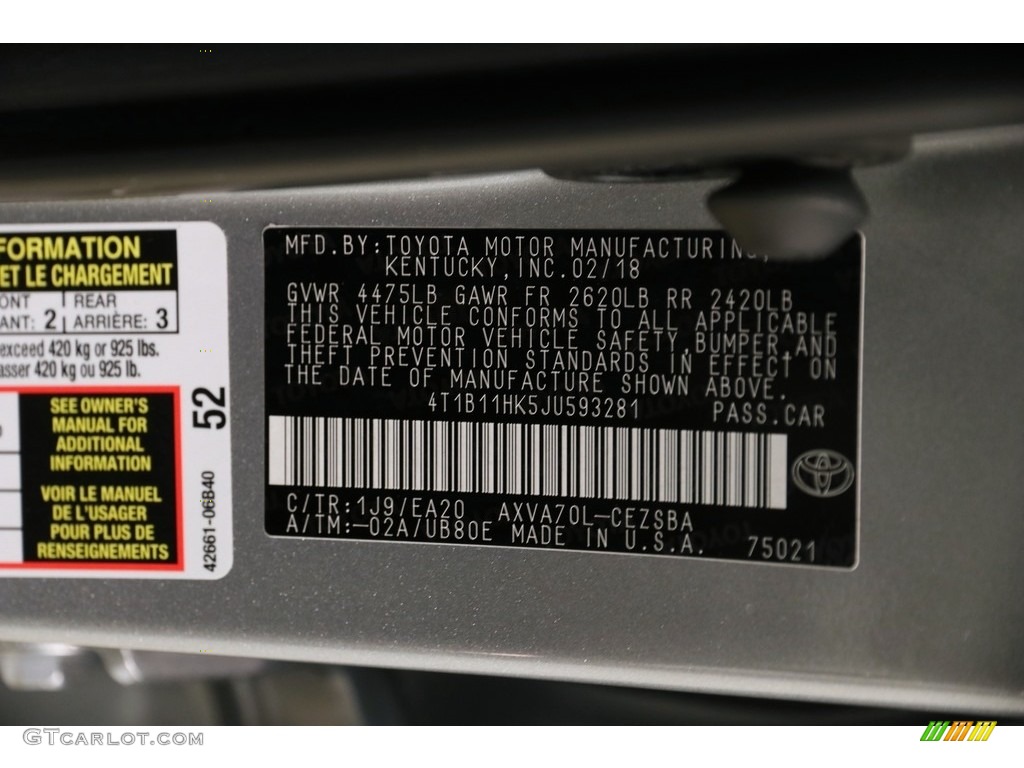 FORMATION
ET LE CHARGEMENT
REAR
2 ARRIÈRE: 3
exceed 420 kg or 925 lbs.
420 kg ou 925 lb.
SEE OWNER'S
MANUAL FOR
ADDITIONAL
INFORMATION
VOIR LE MANUEL
DE L'USAGER
POUR PLUS DE
RENSEIGNEMENTS
52
42661-06B40
MFD.BY:TOYOTA MOTOR MANUFACTURING,
KENTUCKY,INC.02/18
GVWR 4475LB GAWR FR 2620LB RR 2420LB
THIS VEHICLE CONFORMS TO ALL APPLICABLE
FEDERAL MOTOR VEHICLE SAFETY,BUMPER,AND
THEFT PREVENTION STANDARDS IN EFFECT ON
THE DATE OF MANUFACTURE SHOWN ABOVE.
4T1B11HK5JU593281 PASS.CAR
C/TR:1J9/EA20 AXVA70L-CEZSBA
A/TM:-02A/UB80E MADE IN U.S.A. 75021
GTCarLot.com